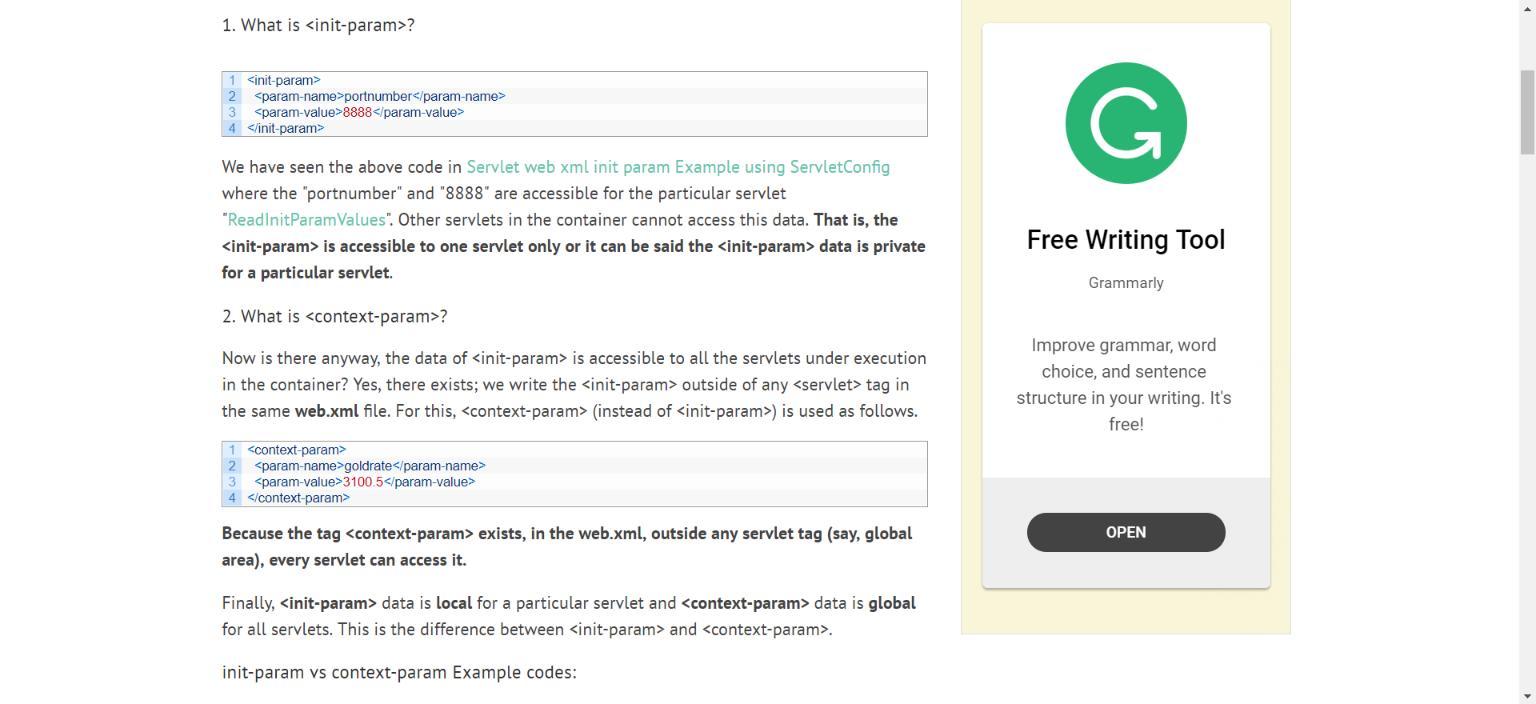 1. What is <init-param>?
1 <init-param>
2 <param-name>portnumber</param-name>
3 <param-value>8888</param-value>
4 </init-param>
We have seen the above code in Servlet web xml init param Example using ServletConfig
where the "portnumber" and "8888" are accessible for the particular servlet
"ReadInitParamValues". Other servlets in the container cannot access this data. That is, the
<init-param> is accessible to one servlet only or it can be said the <init-param> data is private
for a particular servlet.
2. What is <context-param>?
Now is there anyway, the data of <init-param> is accessible to all the servlets under execution
in the container? Yes, there exists; we write the <init-param> outside of any <servlet> tag in
the same web.xml file. For this, <context-param> (instead of <init-param>) is used as follows.
1 <context-param>
2 <param-name>goldrate</param-name>
3 <param-value>3100.5</param-value>
4 </context-param>
Because the tag <context-param> exists, in the web.xml, outside any servlet tag (say, global
area), every servlet can access it.
Finally, <init-param> data is local for a particular servlet and <context-param> data is global
for all servlets. This is the difference between <init-param> and <context-param>.
init-param vs context-param Example codes:
Free Writing Tool
Grammarly
Improve grammar, word
choice, and sentence
structure in your writing. It's
free!
OPEN